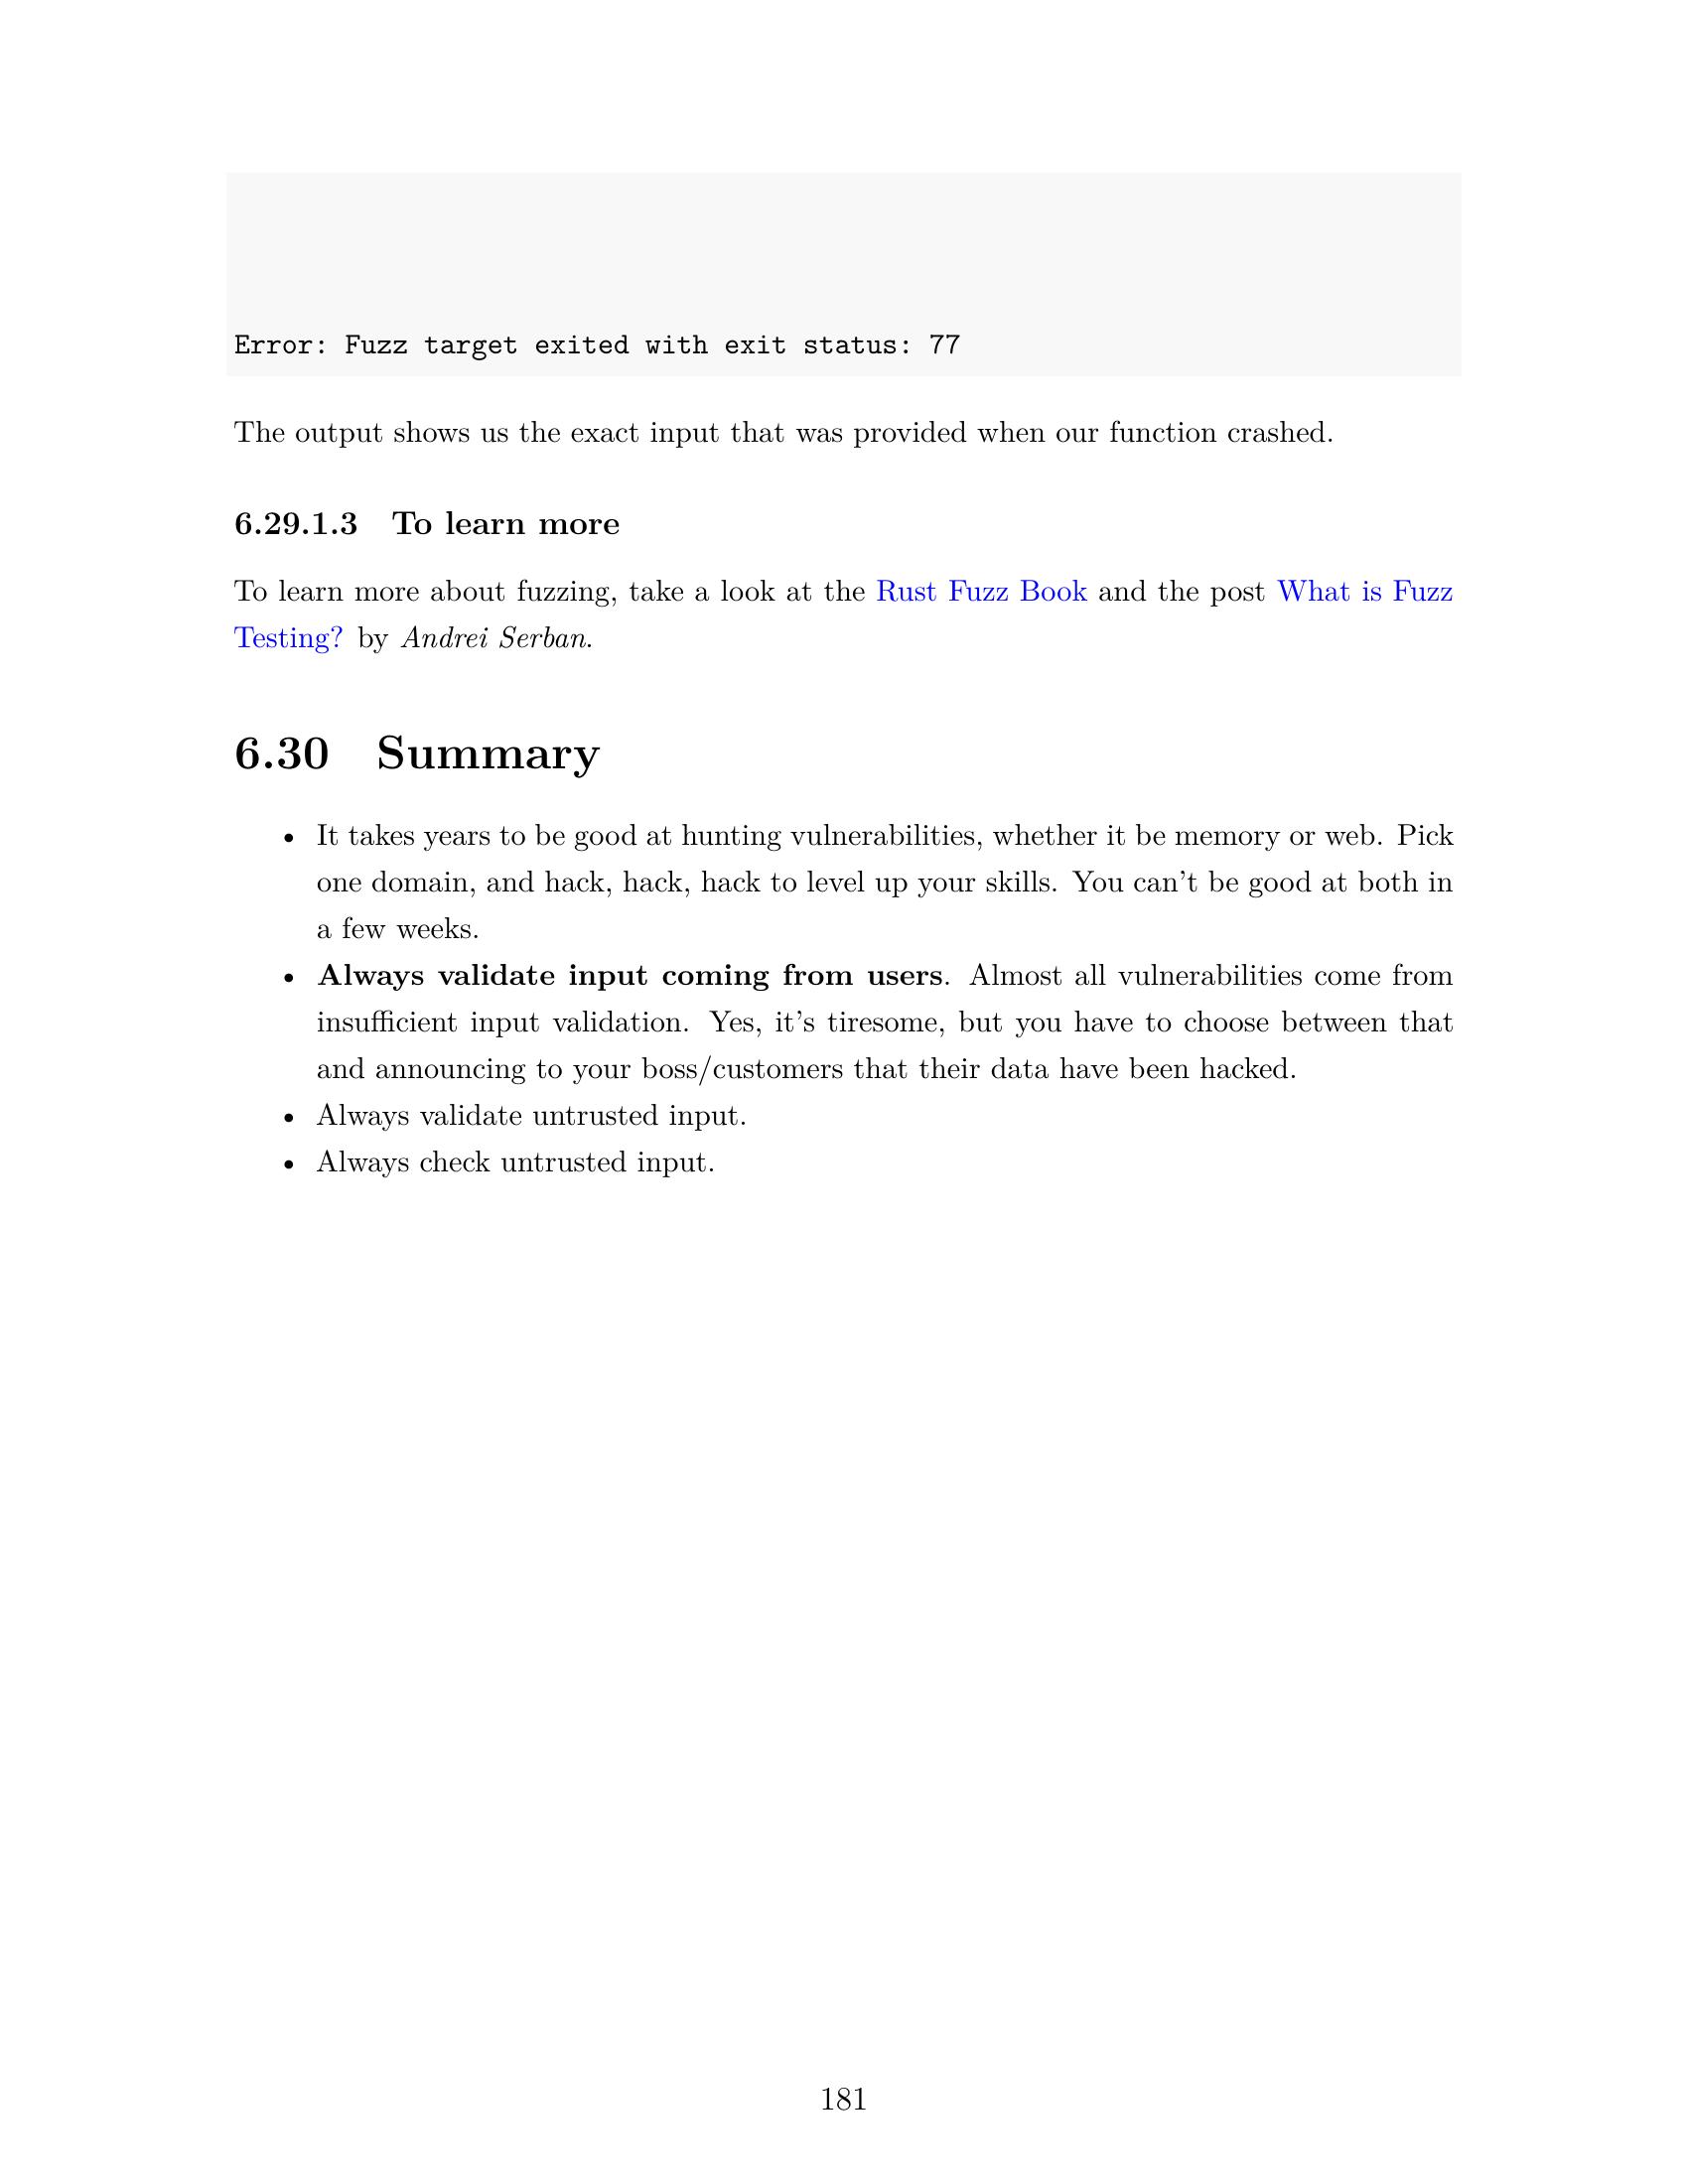 Error: Fuzz target exited with exit status: 77
The output shows us the exact input that was provided when our function crashed.
6.29.1.3 To learn more
To learn more about fuzzing, take a look at the Rust Fuzz Book and the post What is Fuzz
Testing? by Andrei Serban.
6.30 Summary
• It takes years to be good at hunting vulnerabilities, whether it be memory or web. Pick
one domain, and hack, hack, hack to level up your skills. You can't be good at both in
a few weeks.
• Always validate input coming from users. Almost all vulnerabilities come from
insufficient input validation. Yes, it's tiresome, but you have to choose between that
and announcing to your boss/customers that their data have been hacked.
• Always validate untrusted input.
• Always check untrusted input.
181